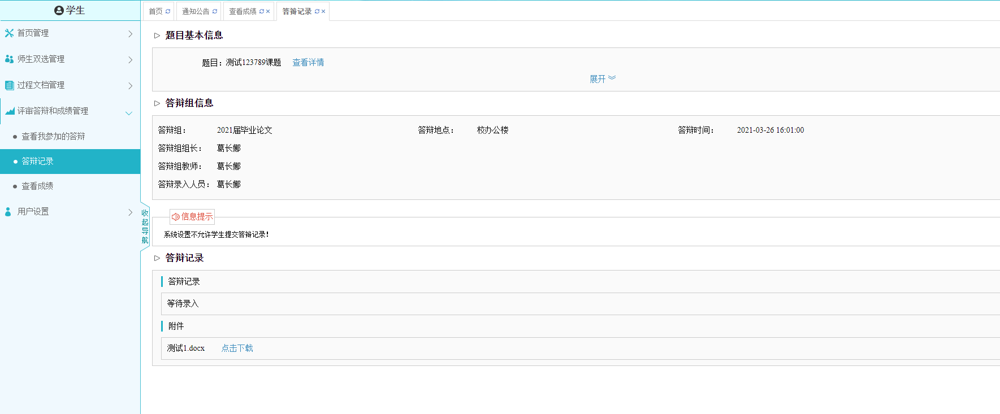 学生
首页 通知公告 查看成绩 答辩记录
首页管理
师生双选管理
过程文档管理
评审答辩和成绩管理
查看我参加的答辩
答辩记录
查看成绩
用户设置
收起导航
题目基本信息
题目：测试123789课题 查看详情
展开
答辩组信息
答辩组： 2021届毕业论文 答辩地点： 校办公楼 答辩时间： 2021-03-26 16:01:00
答辩组组长： 葛长娜
答辩组教师： 葛长娜
答辩录入人员： 葛长娜
信息提示
系统设置不允许学生提交答辩记录！
答辩记录
答辩记录
等待录入
附件
测试1.docx 点击下载